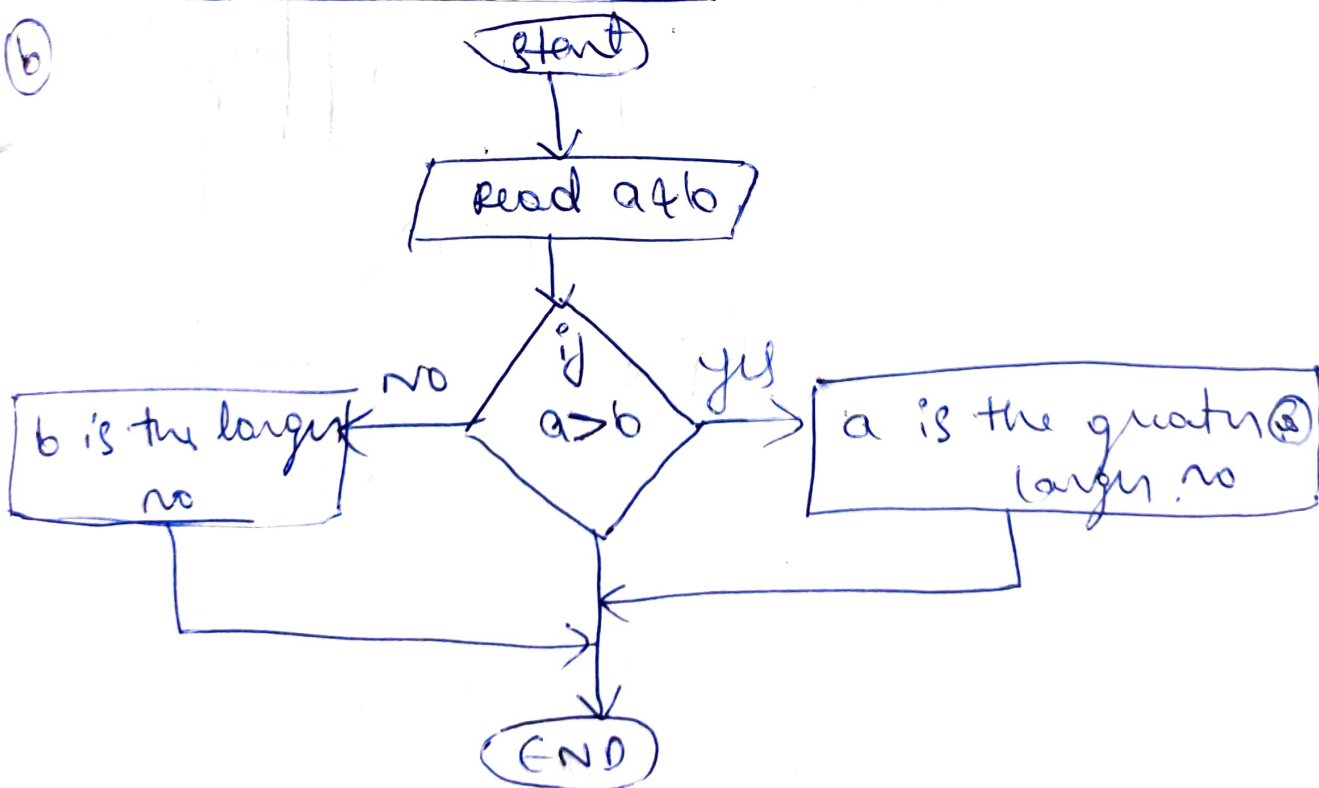 b
start
Read a & b
if
a>b
NO
yes
b is the larger
no
a is the greater
larger no
END